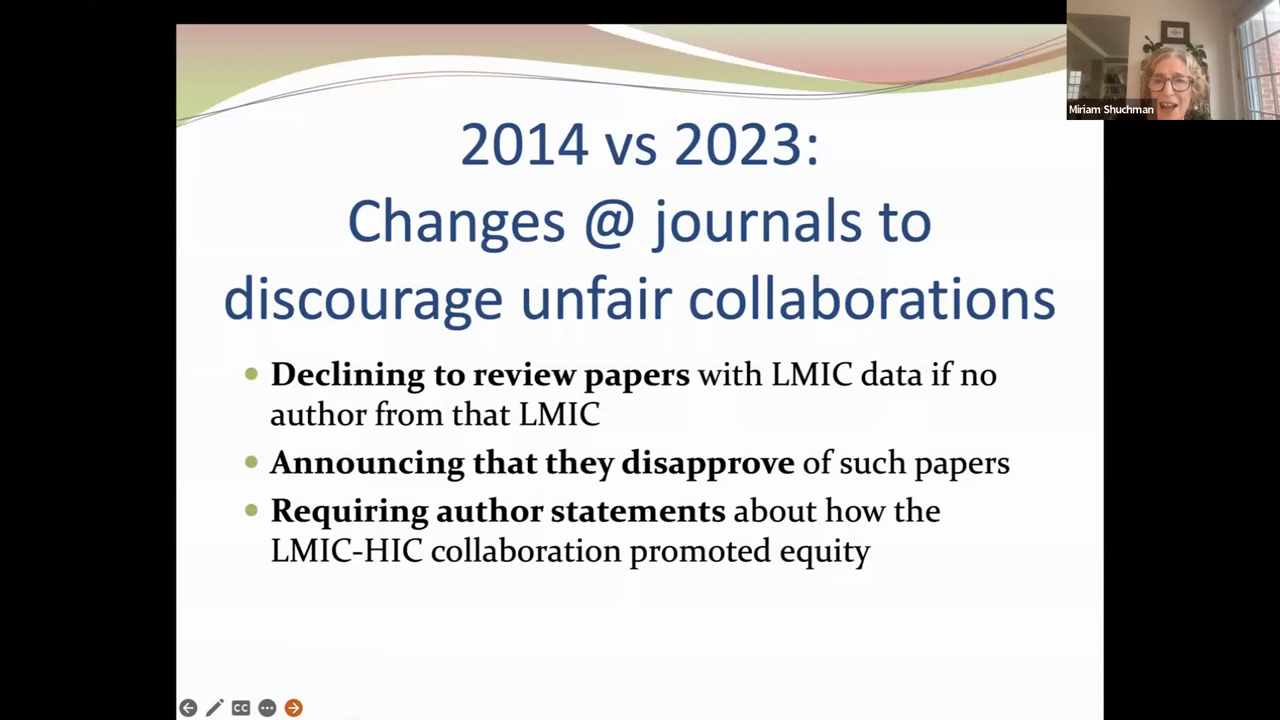 Miriam Shuchman
2014 vs 2023:
Changes @ journals to
discourage unfair collaborations
Declining to review papers with LMIC data if no
author from that LMIC
Announcing that they disapprove of such papers
Requiring author statements about how the
LMIC-HIC collaboration promoted equity
CC